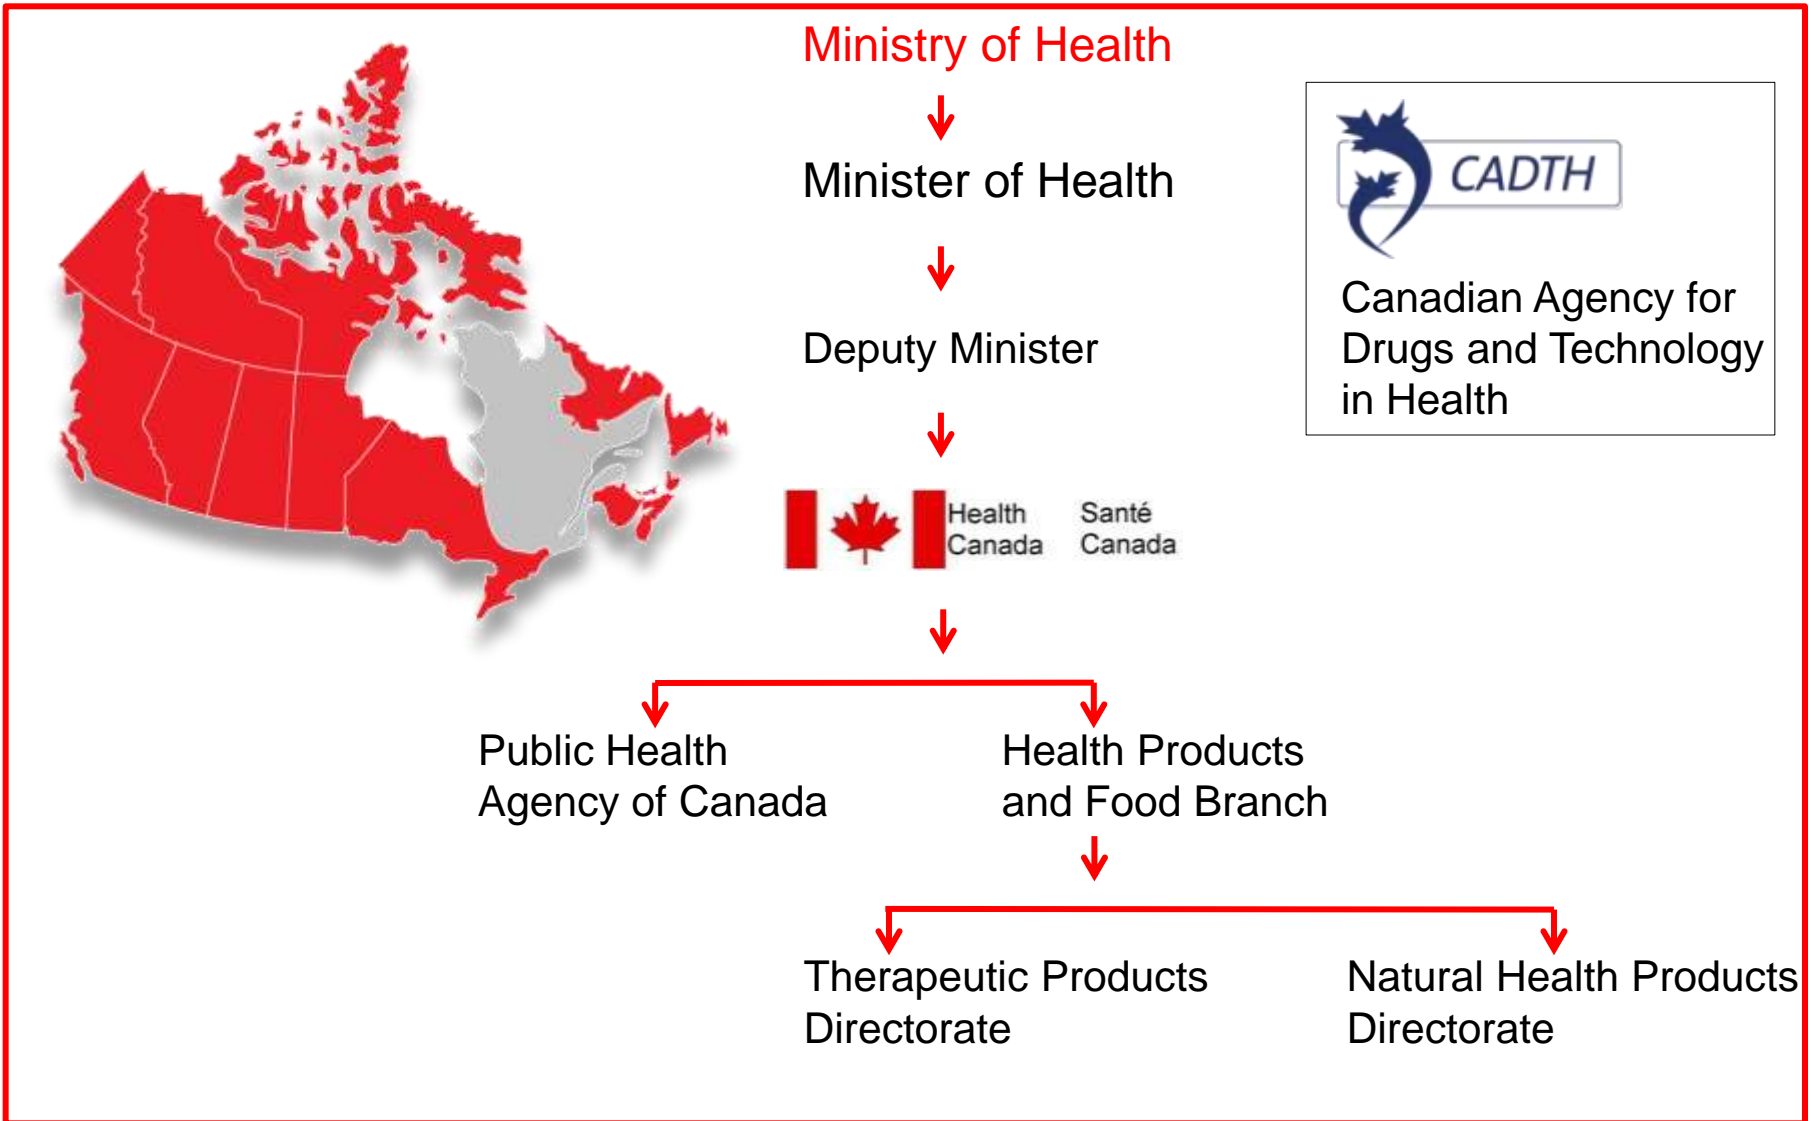 Ministry of Health
Minister of Health
Deputy Minister
Health Canada
Santé Canada
CADTH
Canadian Agency for
Drugs and Technology
in Health
Public Health
Agency of Canada
Health Products
and Food Branch
Therapeutic Products
Directorate
Natural Health Products
Directorate